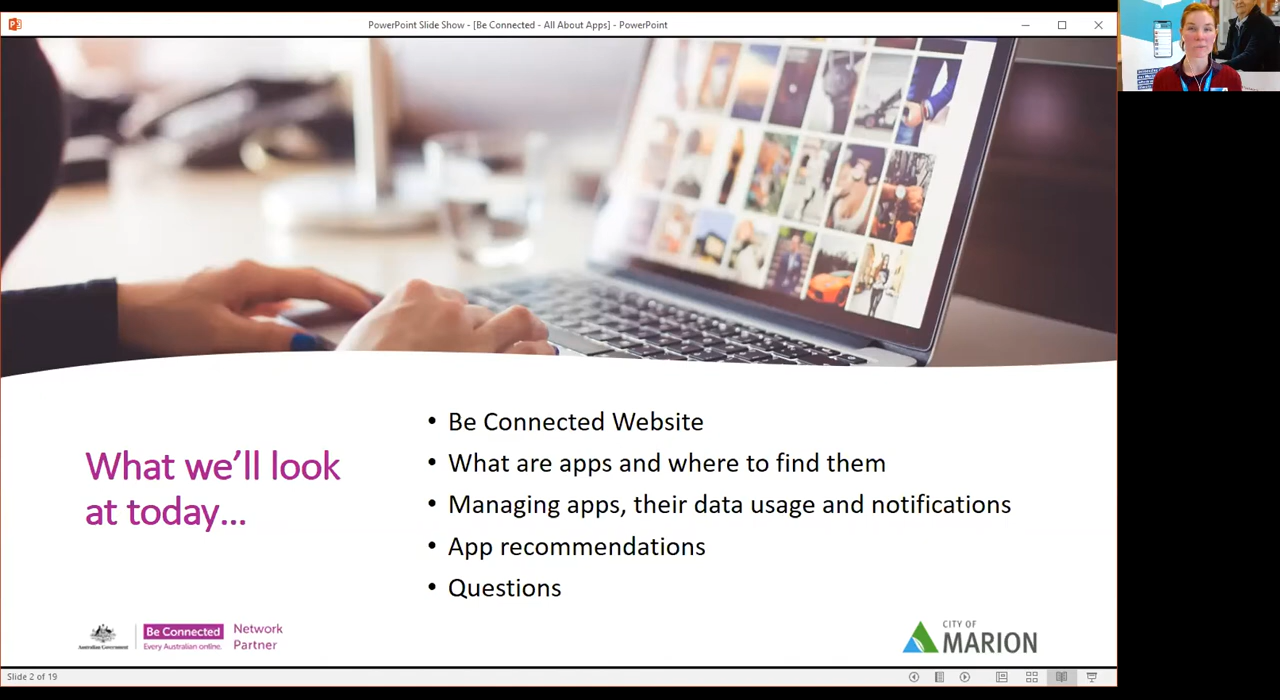 PowerPoint Slide Show - [Be Connected - All About Apps] - PowerPoint
What we'll look
at today...
• Be Connected Website
• What are apps and where to find them
• Managing apps, their data usage and notifications
• App recommendations
• Questions
Australian Government
Be Connected
Every Australian online.
Network
Partner
CITY OF
MARION
Slide 2 of 19